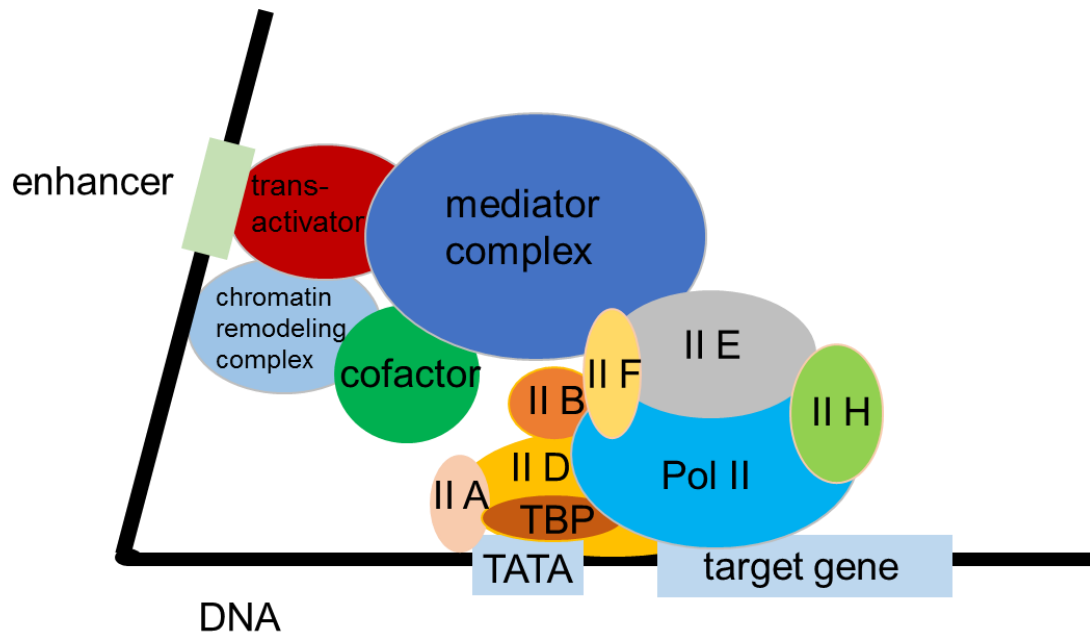 enhancer
trans-
activator
mediator
complex
chromatin
remodeling
complex
cofactor
II E
II F
II B
II H
II D
Pol II
II A
TBP
TATA
target gene
DNA